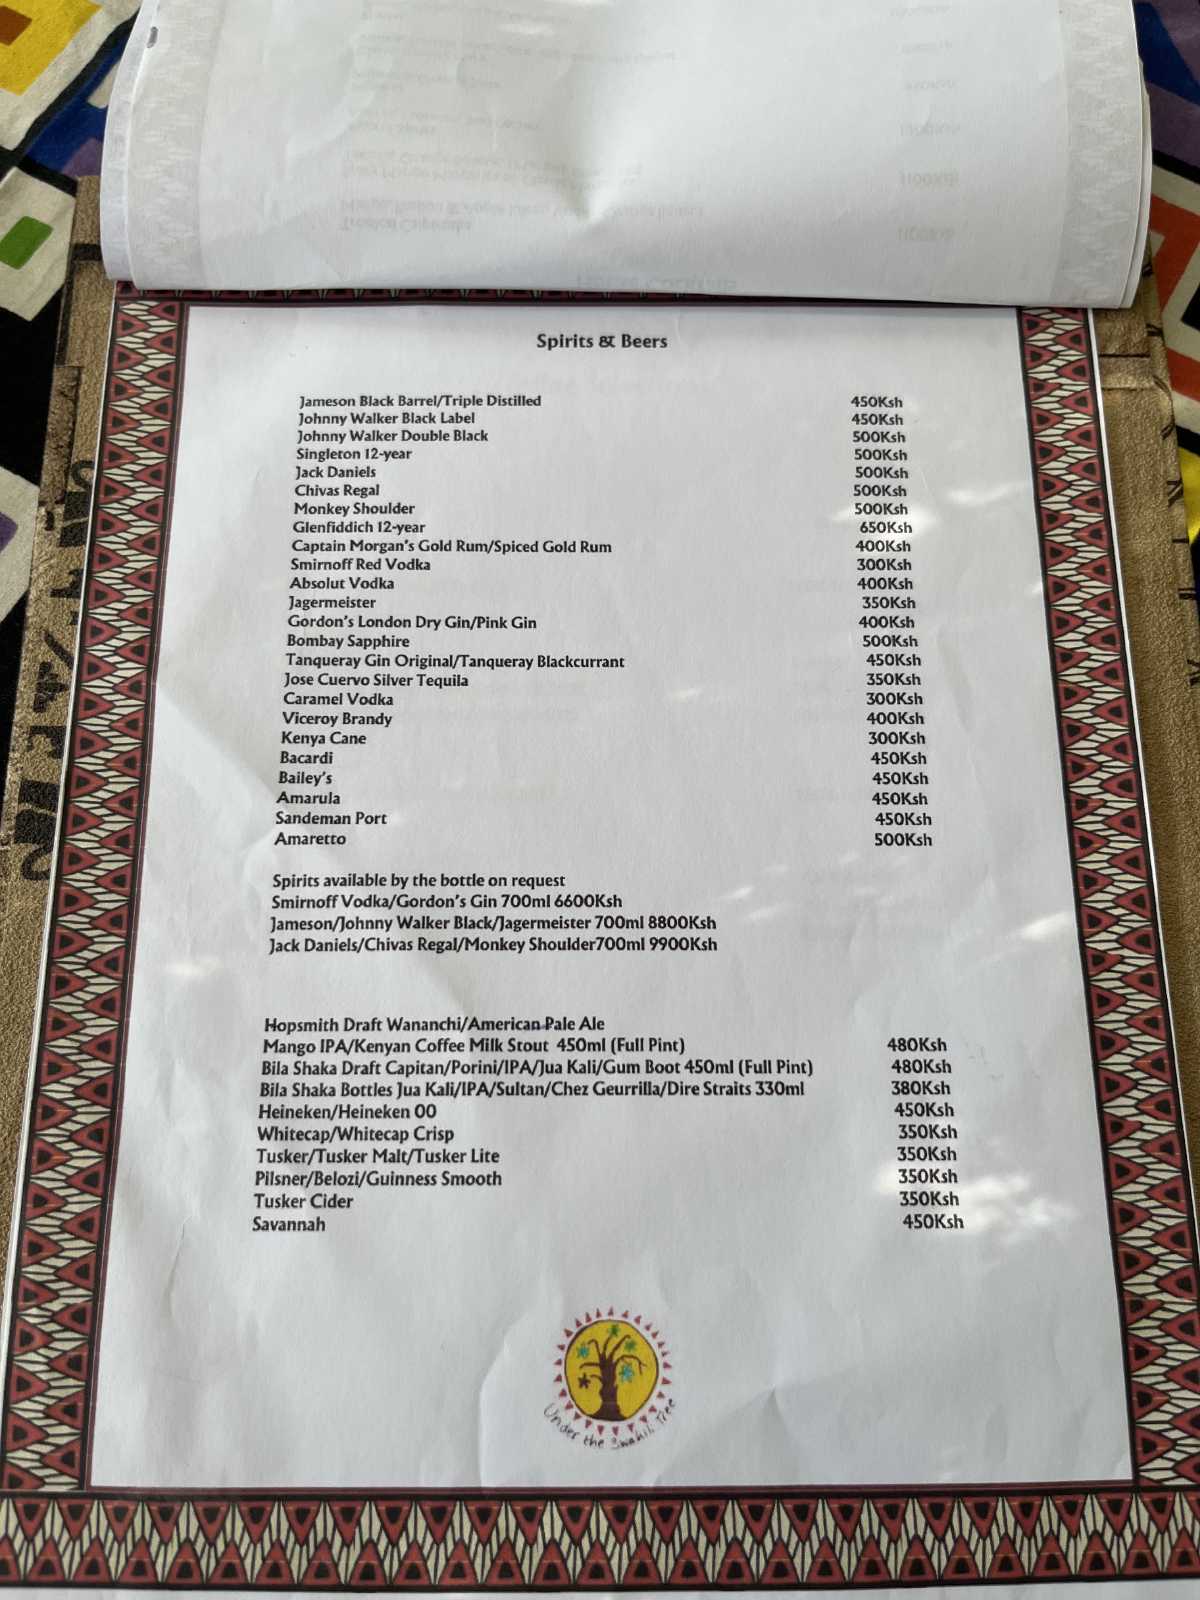 Spirits & Beers
Jameson Black Barrel/Triple Distilled 450Ksh
Johnny Walker Black Label 450Ksh
Johnny Walker Double Black 500Ksh
Singleton 12-year 500Ksh
Jack Daniels 500Ksh
Chivas Regal 500Ksh
Monkey Shoulder 500Ksh
Glenfiddich 12-year 650Ksh
Captain Morgan's Gold Rum/Spiced Gold Rum 400Ksh
Smirnoff Red Vodka 300Ksh
Absolut Vodka 400Ksh
Jagermeister 350Ksh
Gordon's London Dry Gin/Pink Gin 400Ksh
Bombay Sapphire 500Ksh
Tanqueray Gin Original/Tanqueray Blackcurrant 450Ksh
Jose Cuervo Silver Tequila 350Ksh
Caramel Vodka 300Ksh
Viceroy Brandy 400Ksh
Kenya Cane 300Ksh
Bacardi 450Ksh
Bailey's 450Ksh
Amarula 450Ksh
Sandeman Port 450Ksh
Amaretto 500Ksh
Spirits available by the bottle on request
Smirnoff Vodka/Gordon's Gin 700ml 6600Ksh
Jameson/Johnny Walker Black/Jagermeister 700ml 8800Ksh
Jack Daniels/Chivas Regal/Monkey Shoulder700ml 9900Ksh
Hopsmith Draft Wananchi/American Pale Ale
Mango IPA/Kenyan Coffee Milk Stout 450ml (Full Pint) 480Ksh
Bila Shaka Draft Capitan/Porini/IPA/Jua Kali/Gum Boot 450ml (Full Pint) 480Ksh
Bila Shaka Bottles Jua Kali/IPA/Sultan/Chez Geurrilla/Dire Straits 330ml 380Ksh
Heineken/Heineken 00 450Ksh
Whitecap/Whitecap Crisp 350Ksh
Tusker/Tusker Malt/Tusker Lite 350Ksh
Pilsner/Belozi/Guinness Smooth 350Ksh
Tusker Cider 350Ksh
Savannah 450Ksh
Under the Swahili Tree